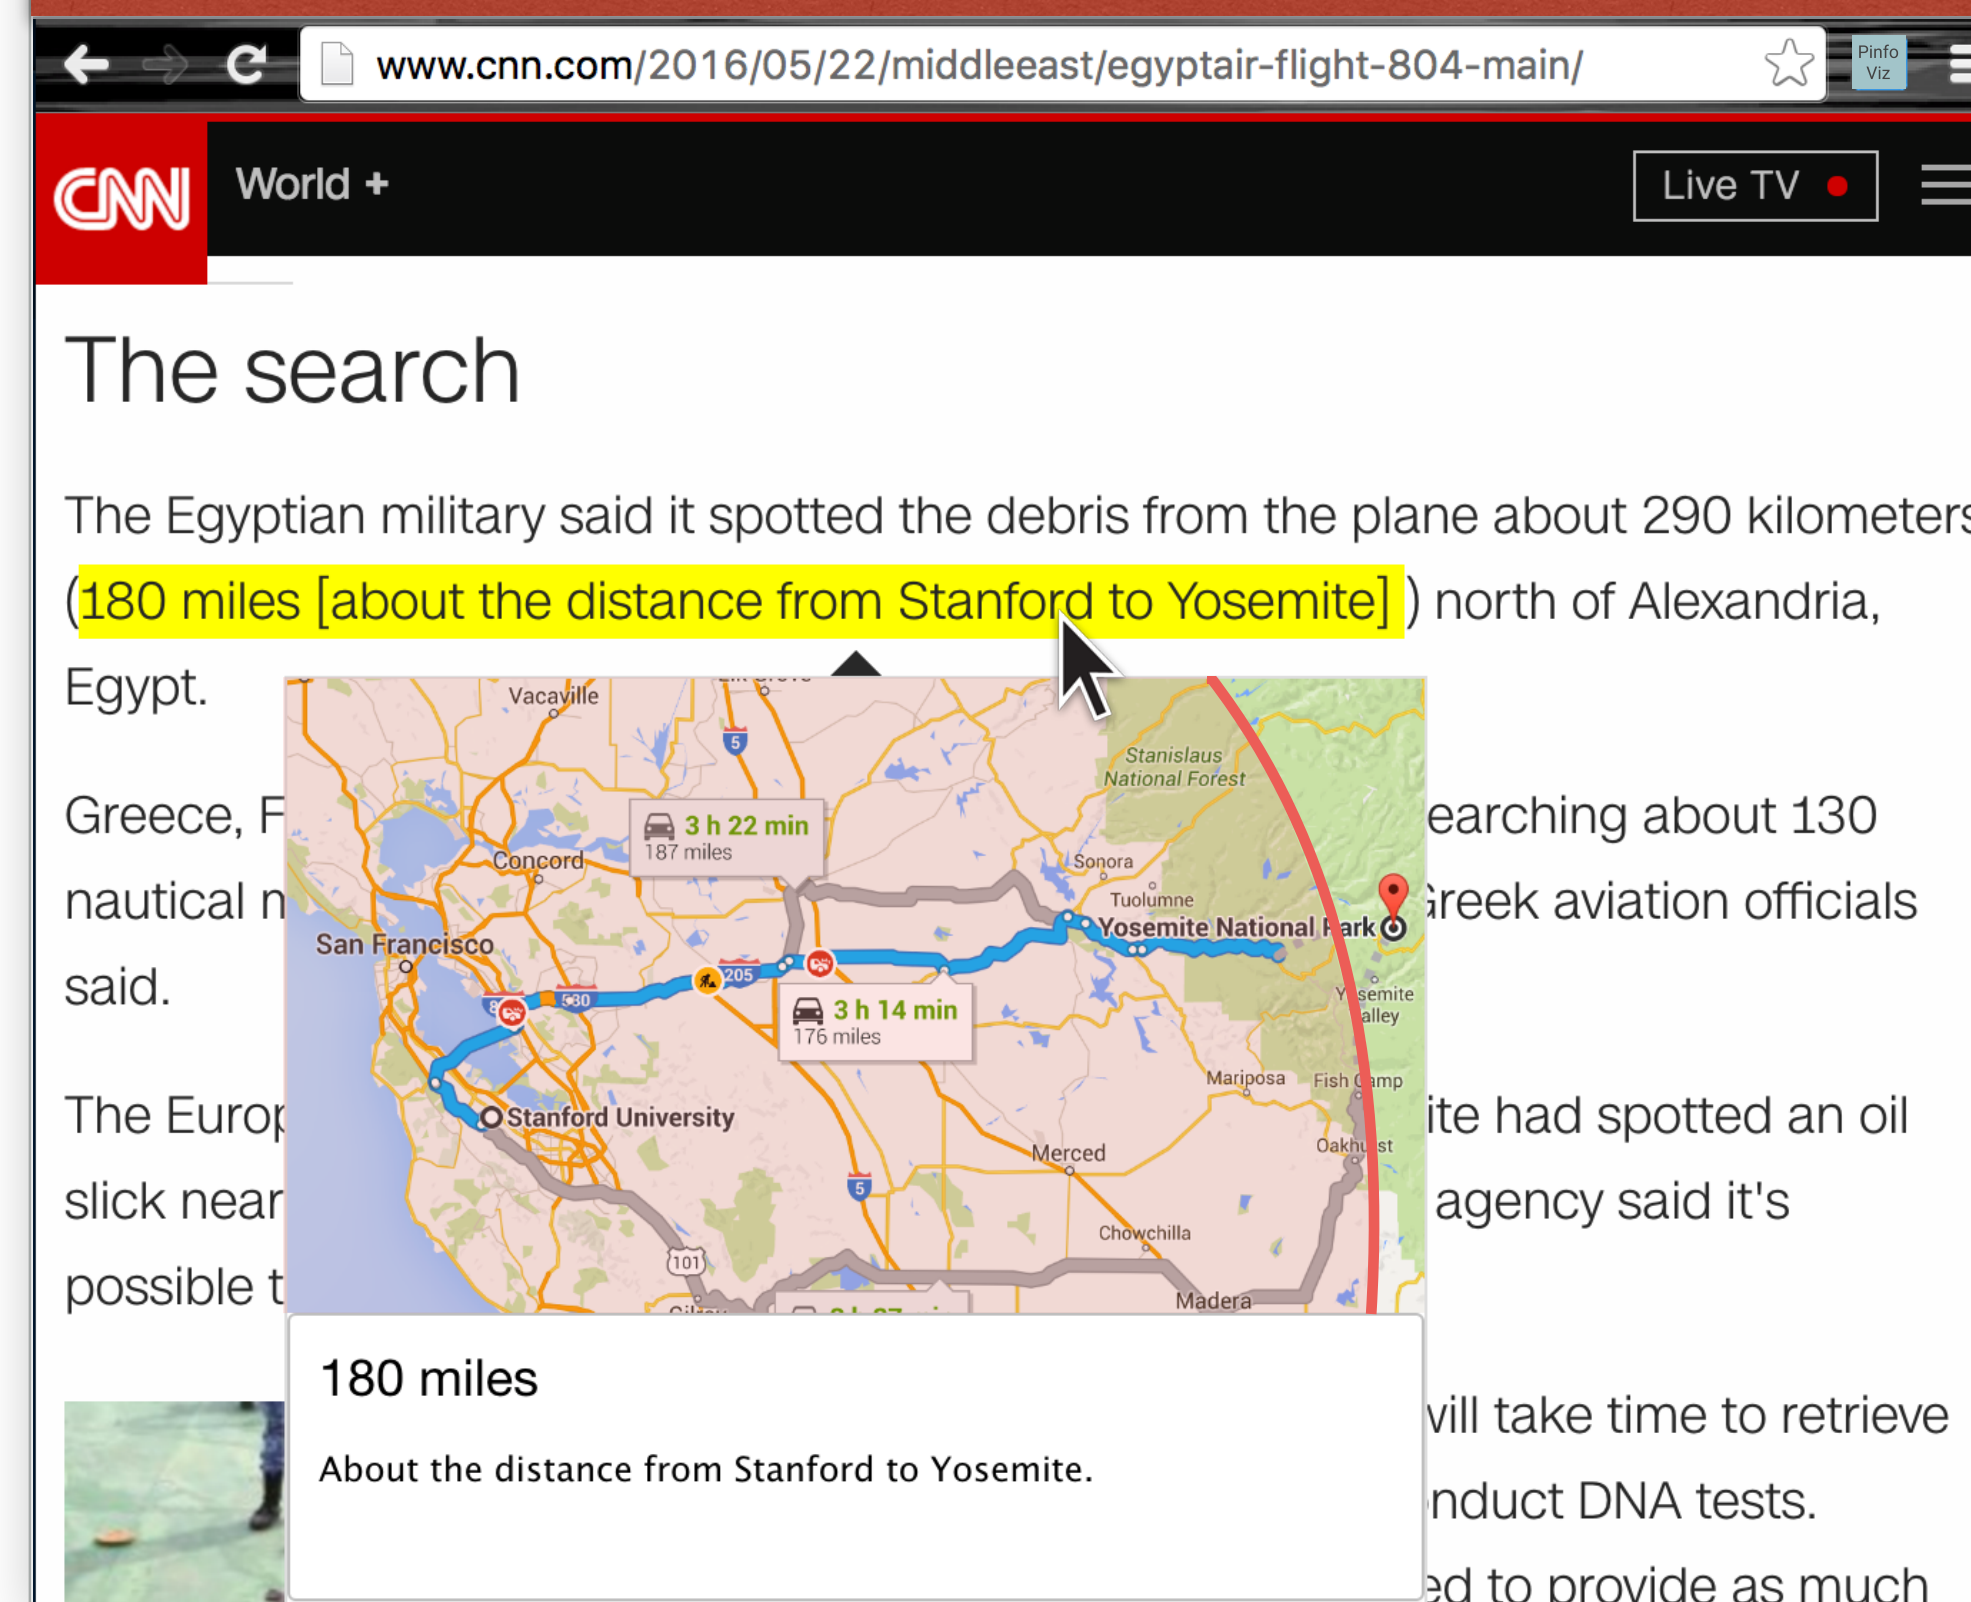 www.cnn.com/2016/05/22/middleeast/egyptair-flight-804-main/
Pinfo
Viz
CNN
World +
Live TV
The search
The Egyptian military said it spotted the debris from the plane about 290 kilometers
(180 miles [about the distance from Stanford to Yosemite] ) north of Alexandria,
Egypt.
Greece, F
earching about 130
nautical
Greek aviation officials
said.
The Europ
ite had spotted an oil
slick near
agency said it's
possible t
will take time to retrieve
nduct DNA tests.
ed to provide as much
Vacaville
5
Stanislaus
National Forest
3 h 22 min
187 miles
Concord
Sonora
Tuolumne
Yosemite National Park
San Francisco
205
580
3 h 14 min
176 miles
Yosemite
Valley
Mariposa
Fish Camp
Stanford University
Oakhurst
Merced
5
Chowchilla
101
Madera
180 miles
About the distance from Stanford to Yosemite.